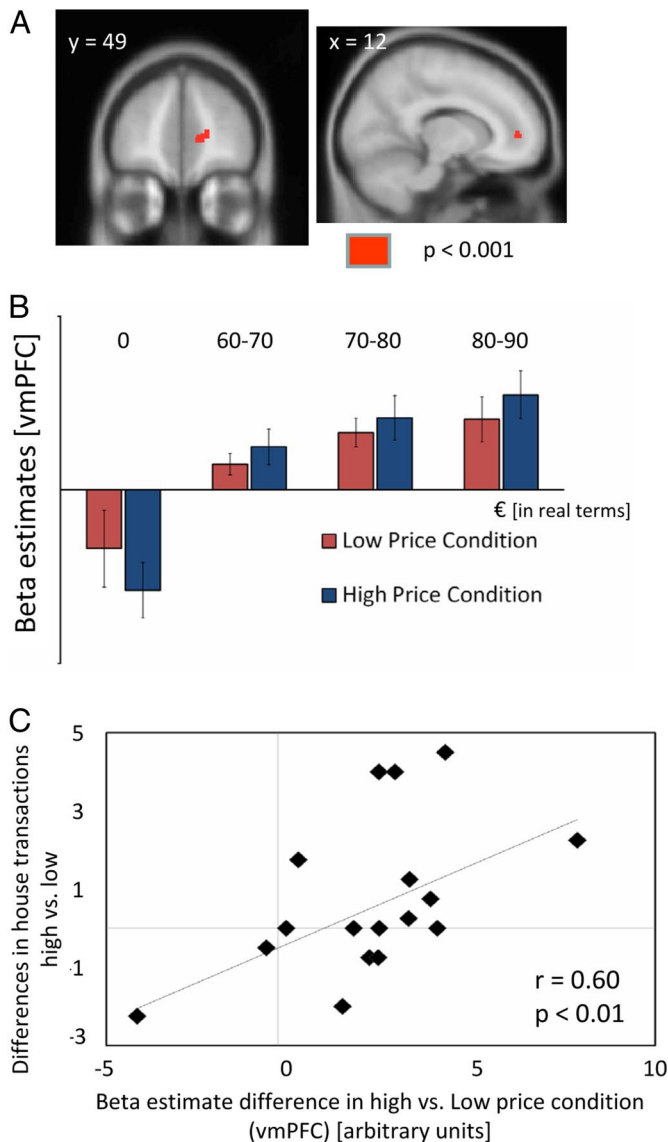 A
y = 49
x = 12
p < 0.001
B
0 60-70 70-80 80-90
Beta estimates [vmPFC]
€ [in real terms]
Low Price Condition
High Price Condition
C
Differences in house transactions
high vs. low
5
3
1
-1
-3
r = 0.60
p < 0.01
-5 0 5 10
Beta estimate difference in high vs. Low price condition
(vmPFC) [arbitrary units]